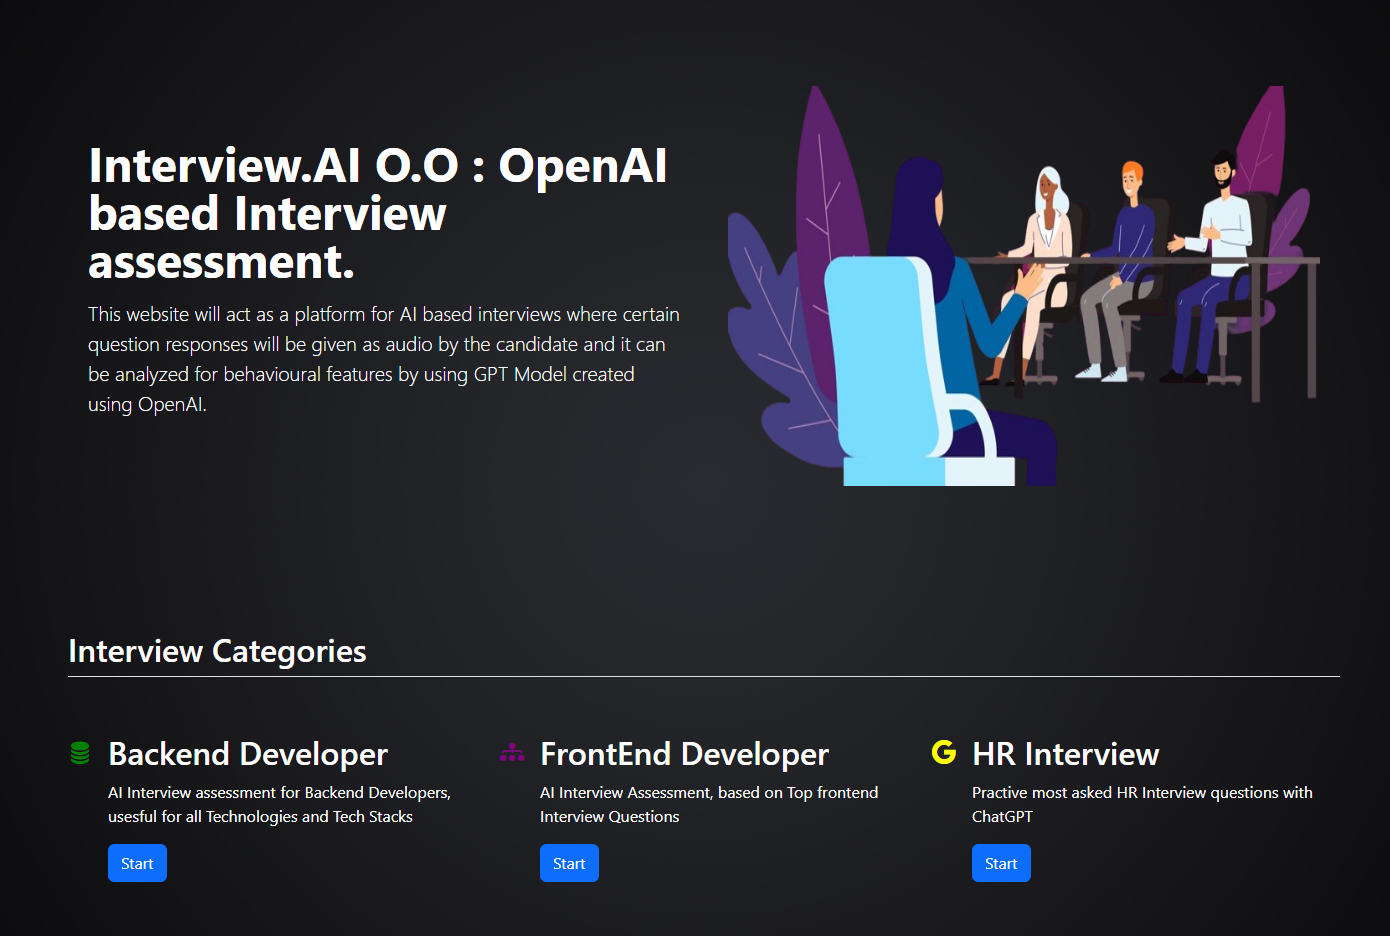 Interview.AI O.O : OpenAI
based Interview
assessment.
This website will act as a platform for AI based interviews where certain
question responses will be given as audio by the candidate and it can
be analyzed for behavioural features by using GPT Model created
using OpenAI.
Interview Categories
Backend Developer
AI Interview assessment for Backend Developers,
usesful for all Technologies and Tech Stacks
Start
FrontEnd Developer
AI Interview Assessment, based on Top frontend
Interview Questions
Start
HR Interview
Practive most asked HR Interview questions with
ChatGPT
Start